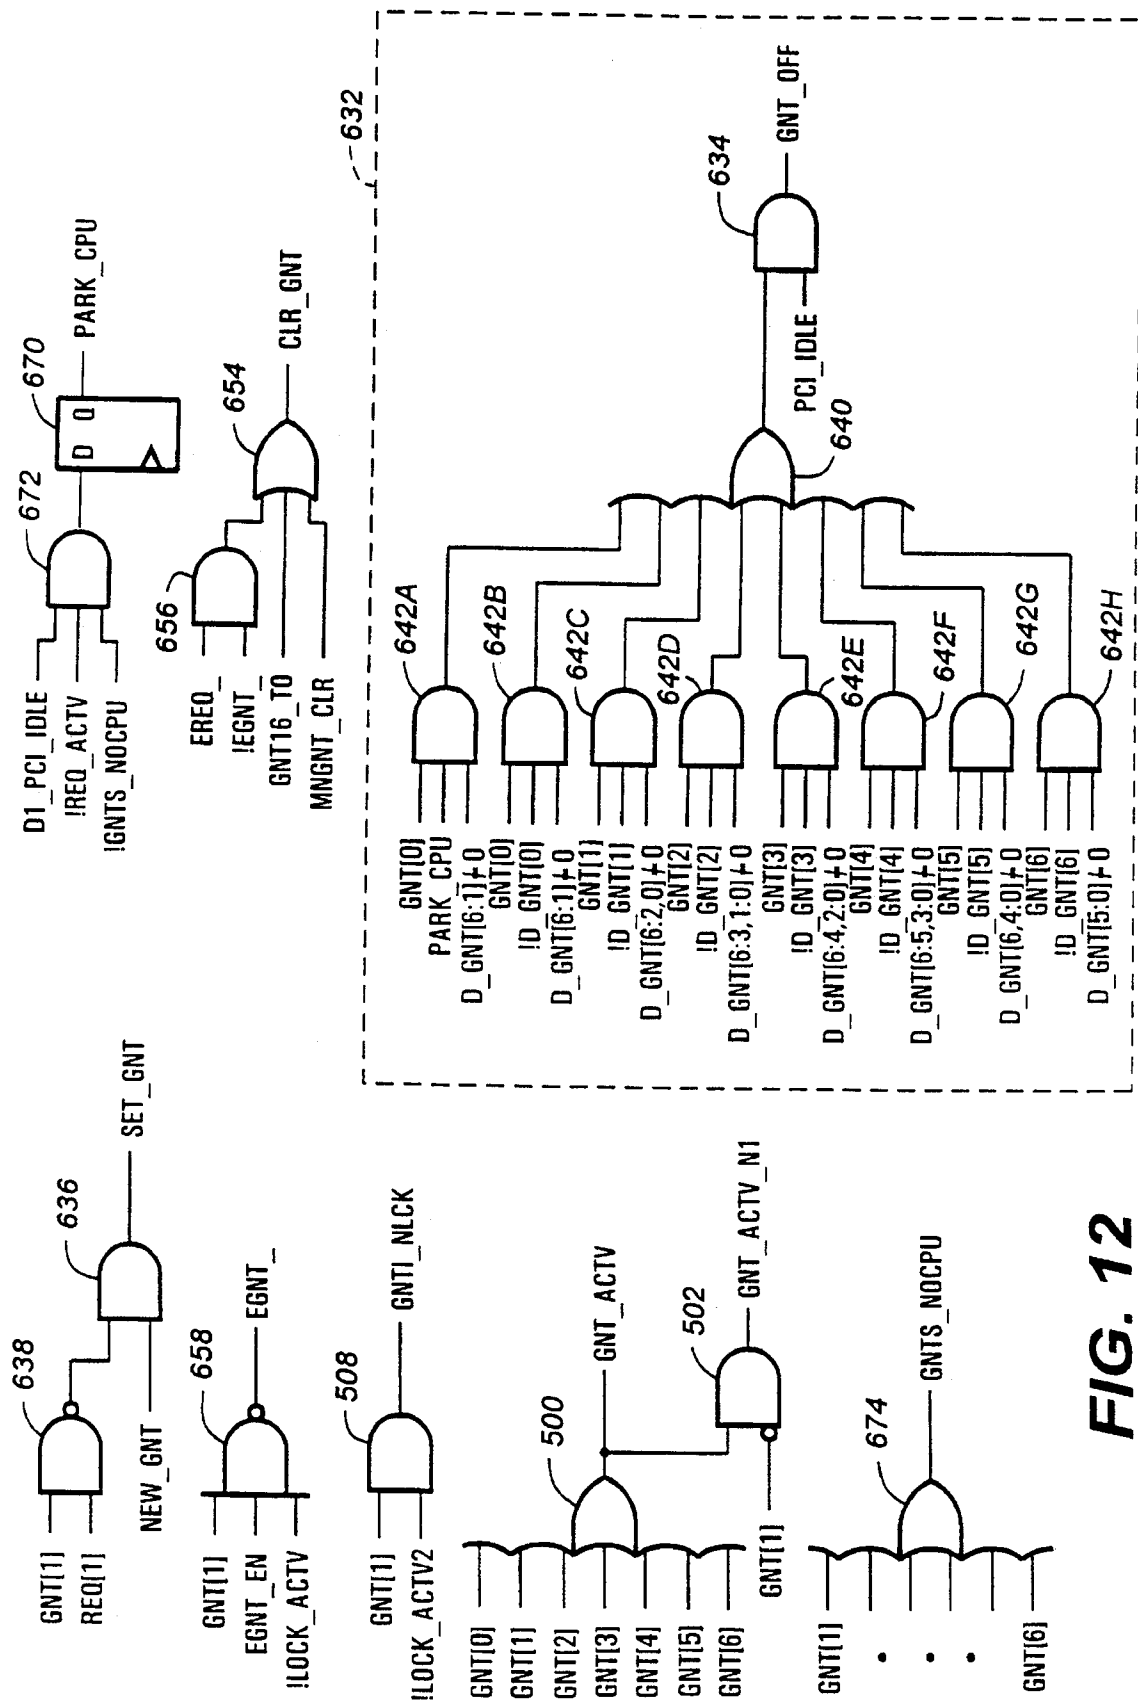 GNT[1]
REQ[1]
638
NEW_GNT
636
SET_GNT
GNT[1]
EGNT_EN
!LOCK_ACTV
658
EGNT_
GNT[1]
!LOCK_ACTV2
508
GNT1_NLCK
GNT[0]
GNT[1]
GNT[2]
GNT[3]
GNT[4]
GNT[5]
GNT[6]
500
GNT_ACTV
GNT[1]
502
GNT_ACTV_N1
GNT[1]
GNT[6]
674
GNTS_NOCPU
D1_PCI_IDLE
!REQ_ACTV
!GNTS_NOCPU
672
D Q
670
PARK_CPU
EREQ_
!EGNT_
656
GNT16_TO
MNGNT_CLR
654
CLR_GNT
632
GNT[0]
PARK_CPU
D_GNT[6:1]≠0
642A
GNT[0]
!D_GNT[0]
D_GNT[6:1]≠0
642B
GNT[1]
!D_GNT[1]
D_GNT[6:2,0]≠0
642C
GNT[2]
!D_GNT[2]
D_GNT[6:3,1:0]≠0
642D
GNT[3]
!D_GNT[3]
D_GNT[6:4,2:0]≠0
642E
GNT[4]
!D_GNT[4]
D_GNT[6:5,3:0]≠0
642F
GNT[5]
!D_GNT[5]
D_GNT[6,4:0]≠0
642G
GNT[6]
!D_GNT[6]
D_GNT[5:0]≠0
642H
640
PCI_IDLE
634
GNT_OFF
FIG. 12